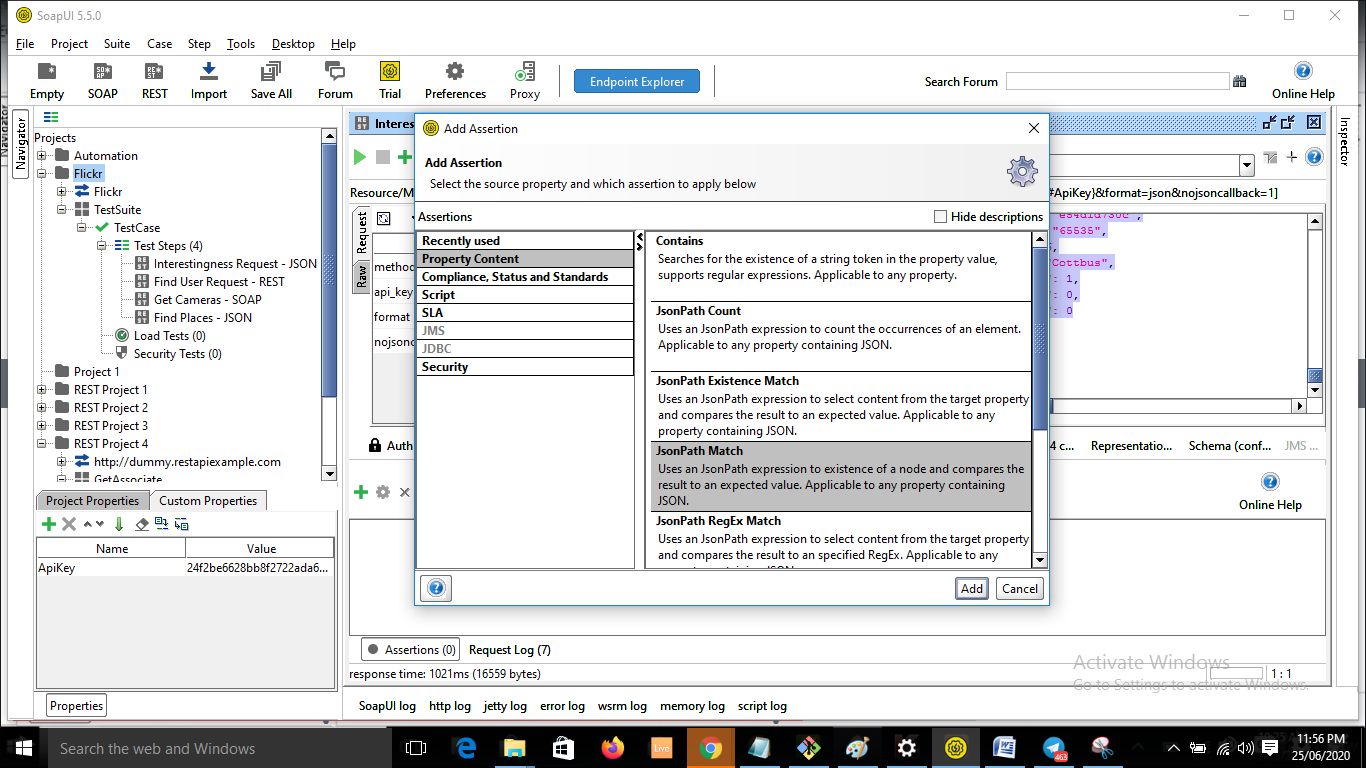 SoapUI 5.5.0
File Project Suite Case Step Tools Desktop Help
Empty SOAP REST Import Save All Forum Trial Preferences Proxy Endpoint Explorer Search Forum Online Help
Navigator
Projects
Automation
Flickr
Flickr
TestSuite
TestCase
Test Steps (4)
Interestingness Request - JSON
Find User Request - REST
Get Cameras - SOAP
Find Places - JSON
Load Tests (0)
Security Tests (0)
Project 1
REST Project 1
REST Project 2
REST Project 3
REST Project 4
http://dummy.restapiexample.com
GetAssociate
Project Properties Custom Properties
Name Value
ApiKey 24f2be6628bb8f2722ada6...
Properties
Interes
Resource/M
#ApiKey}&format=json&nojsoncallback=1]
Request
Raw
method
api_key
format
nojsonc
"65535",
"Cottbus",
": 1,
": 0,
": 0
Auth
4 c... Representatio... Schema (conf... JMS ...
Online Help
Inspector
Add Assertion
Add Assertion
Select the source property and which assertion to apply below
Assertions Hide descriptions
Recently used
Property Content
Compliance, Status and Standards
Script
SLA
JMS
JDBC
Security
Contains
Searches for the existence of a string token in the property value,
supports regular expressions. Applicable to any property.
JsonPath Count
Uses an JsonPath expression to count the occurrences of an element.
Applicable to any property containing JSON.
JsonPath Existence Match
Uses an JsonPath expression to select content from the target property
and compares the result to an expected value. Applicable to any
property containing JSON.
JsonPath Match
Uses an JsonPath expression to existence of a node and compares the
result to an expected value. Applicable to any property containing
JSON.
JsonPath RegEx Match
Uses an JsonPath expression to select content from the target property
and compares the result to an specified RegEx. Applicable to any
Add Cancel
Assertions (0) Request Log (7)
response time: 1021ms (16559 bytes)
1 : 1
Activate Windows
Go to Settings to activate Windows.
SoapUI log http log jetty log error log wsrm log memory log script log
Search the web and Windows
Live
463
11:56 PM
25/06/2020